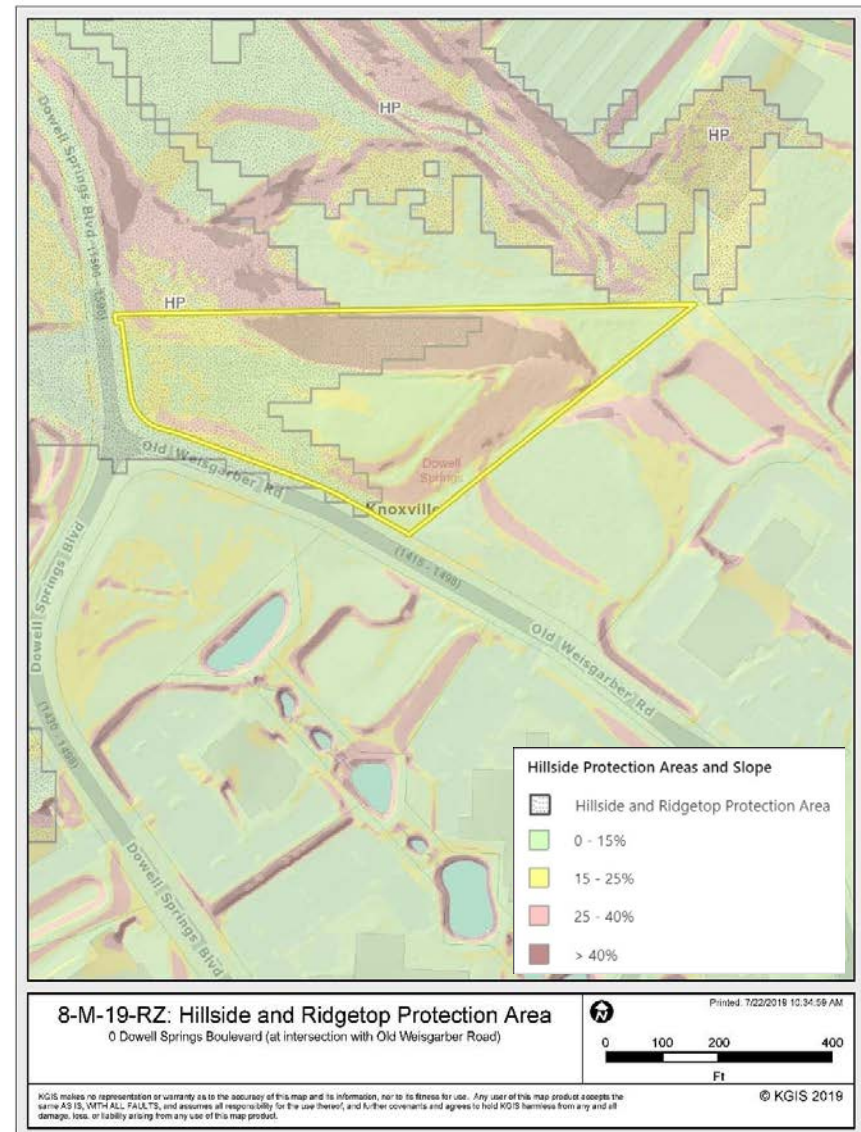 HP
HP
Dowell Springs Blvd
HP
Old Weisgarber Rd
Dowell
Springs
Knoxville
(1415 - 1498)
Dowell Springs Blvd
Old Weisgarber Rd
(1430 - 1498)
Dowell Springs Blvd
Hillside Protection Areas and Slope
Hillside and Ridgetop Protection Area
0 - 15%
15 - 25%
25 - 40%
> 40%
8-M-19-RZ: Hillside and Ridgetop Protection Area
0 Dowell Springs Boulevard (at intersection with Old Weisgarber Road)
N
Printed: 7/22/2019 10:34:59 AM
0 100 200 400
Ft
KGIS makes no representation or warranty as to the accuracy of this map and its information, nor to its fitness for use. Any user of this map product accepts the
same AS IS, WITH ALL FAULTS, and assumes all responsibility for the use thereof, and further covenants and agrees to hold KGIS harmless from any and all
damage, loss, or liability arising from any use of this map product.
© KGIS 2019